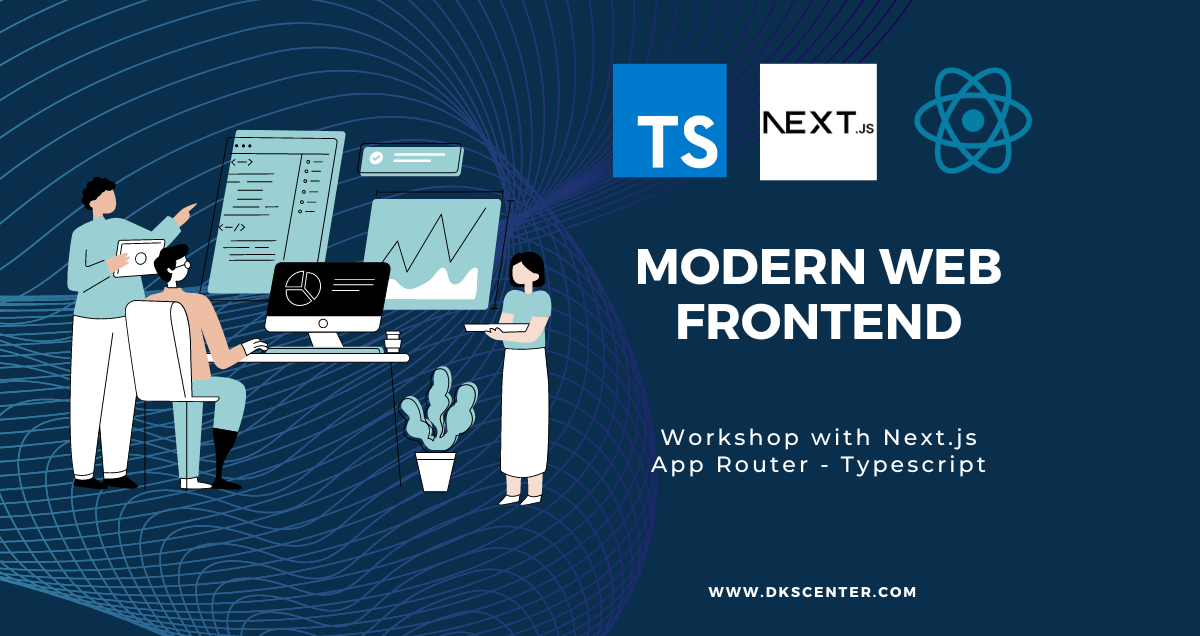 TS
NEXT.JS
MODERN WEB
FRONTEND
Workshop with Next.js
App Router - Typescript
WWW.DKSCENTER.COM